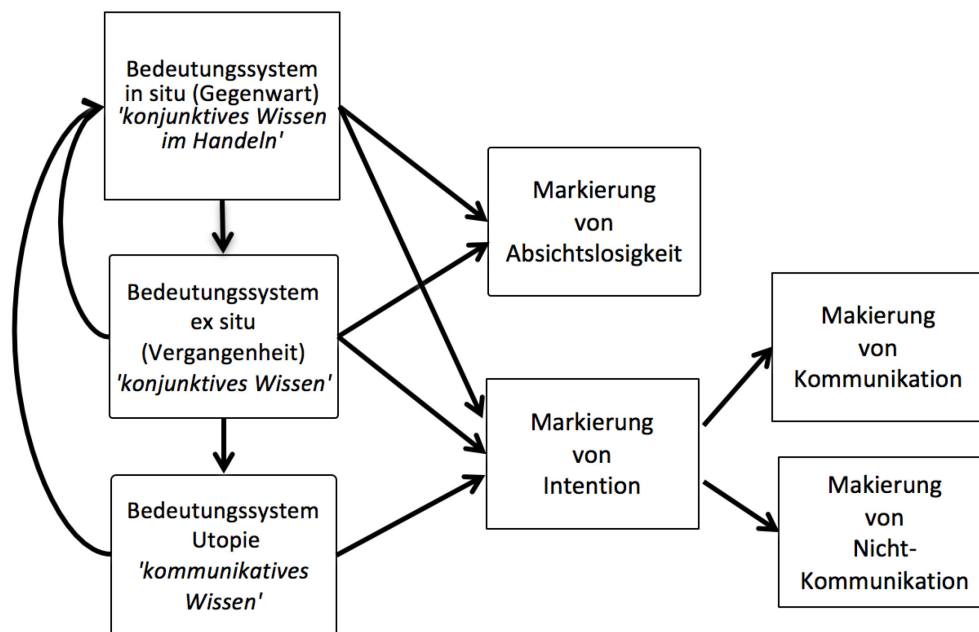 Bedeutungssystem
in situ (Gegenwart)
'konjunktives Wissen
im Handeln'
Bedeutungssystem
ex situ
(Vergangenheit)
'konjunktives Wissen'
Bedeutungssystem
Utopie
'kommunikatives
Wissen'
Markierung
von
Absichtslosigkeit
Markierung
von
Intention
Makierung
von
Kommunikation
Makierung
von
Nicht-
Kommunikation